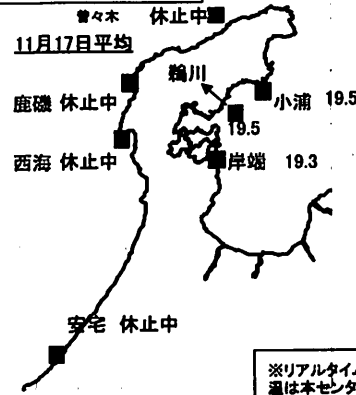 曽々木 休止中
11月17日平均
鵜川
鹿磯 休止中
小浦 19.5
19.5
西海 休止中
岸端 19.3
安宅 休止中
※リアルタイム
温は本センタ